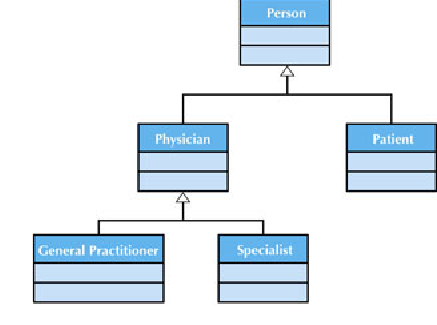 Person
Physician
Patient
General Practitioner
Specialist